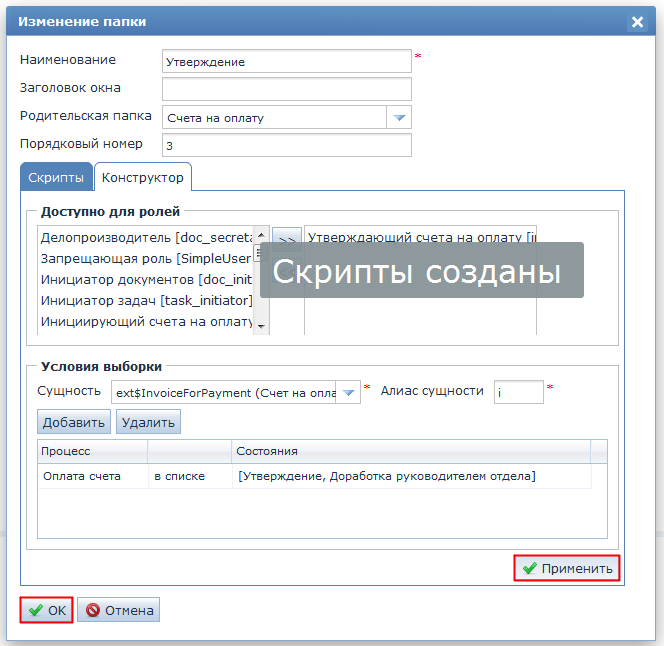 Изменение папки
Наименование Утверждение *
Заголовок окна
Родительская папка Счета на оплату
Порядковый номер 3
Скрипты Конструктор
Доступно для ролей
Делопроизводитель [doc_secreta
Запрещающая роль [SimpleUser
Инициатор документов [doc_init
Инициатор задач [task_initiator]
Инициирующий счета на оплату
>>
Утверждающий счета на оплату [i
Скрипты созданы
Условия выборки
Сущность ext$InvoiceForPayment (Счет на опла * Алиас сущности i *
Добавить Удалить
Процесс Состояния
Оплата счета в списке [Утверждение, Доработка руководителем отдела]
Применить
OK Отмена